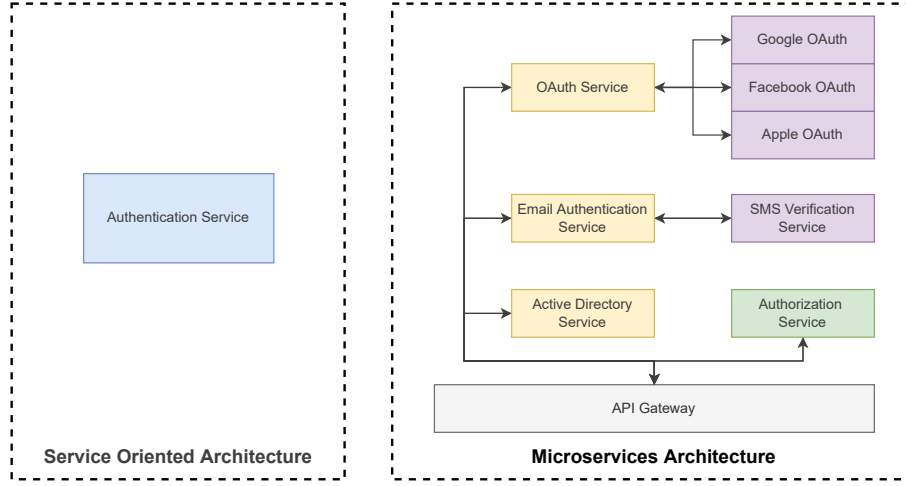 Authentication Service
Service Oriented Architecture
Google OAuth
OAuth Service
Facebook OAuth
Apple OAuth
Email Authentication
Service
SMS Verification
Service
Active Directory
Service
Authorization
Service
API Gateway
Microservices Architecture